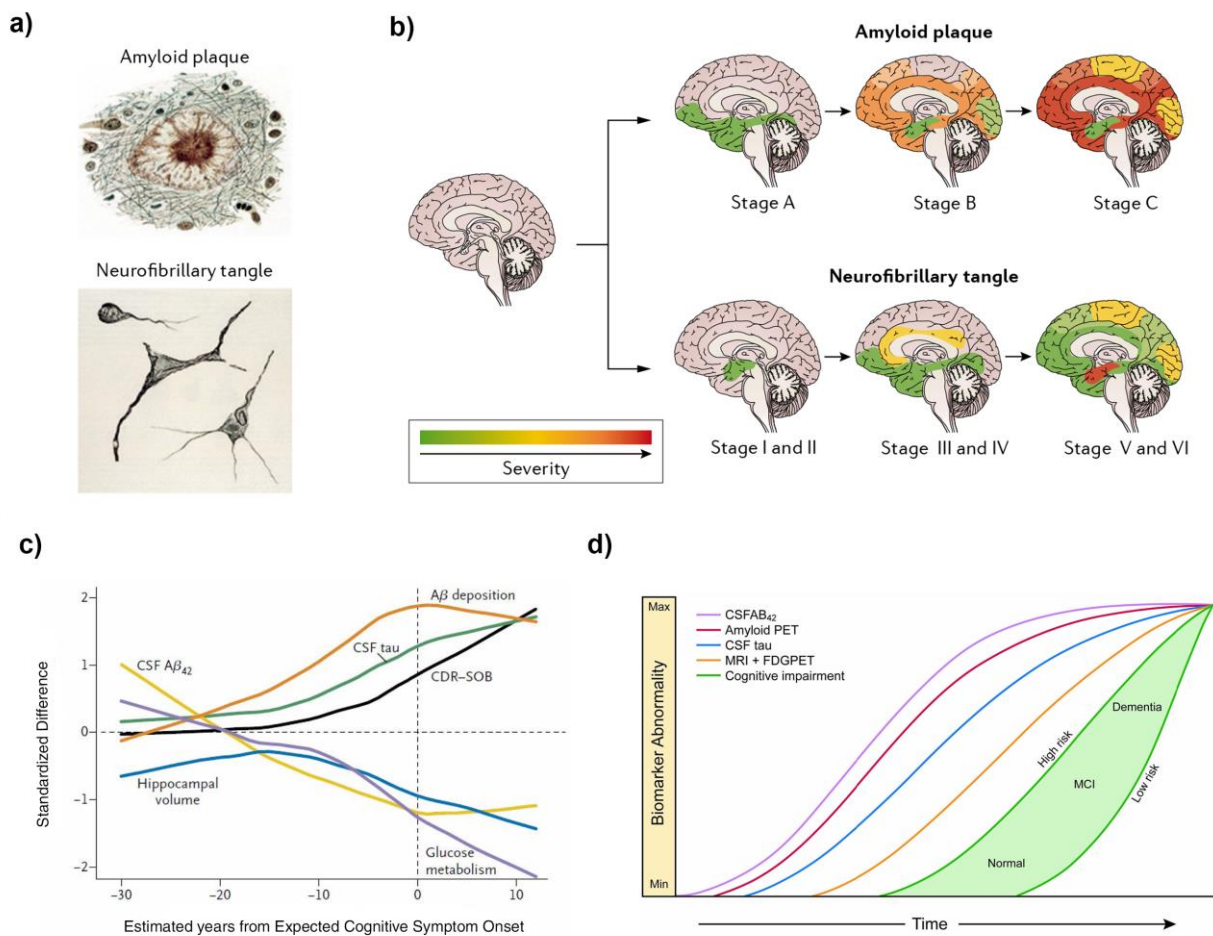 a)
Amyloid plaque
Neurofibrillary tangle
b)
Amyloid plaque
Stage A
Stage B
Stage C
Neurofibrillary tangle
Stage I and II
Stage III and IV
Stage V and VI
Severity
c)
Standardized Difference
2
1
0
−1
−2
CSF Aβ42
Aβ deposition
CSF tau
CDR–SOB
Hippocampal
volume
Glucose
metabolism
−30
−20
−10
0
10
Estimated years from Expected Cognitive Symptom Onset
d)
Biomarker Abnormality
Max
Min
CSFAB42
Amyloid PET
CSF tau
MRI + FDGPET
Cognitive impairment
High risk
Dementia
MCI
Low risk
Normal
Time